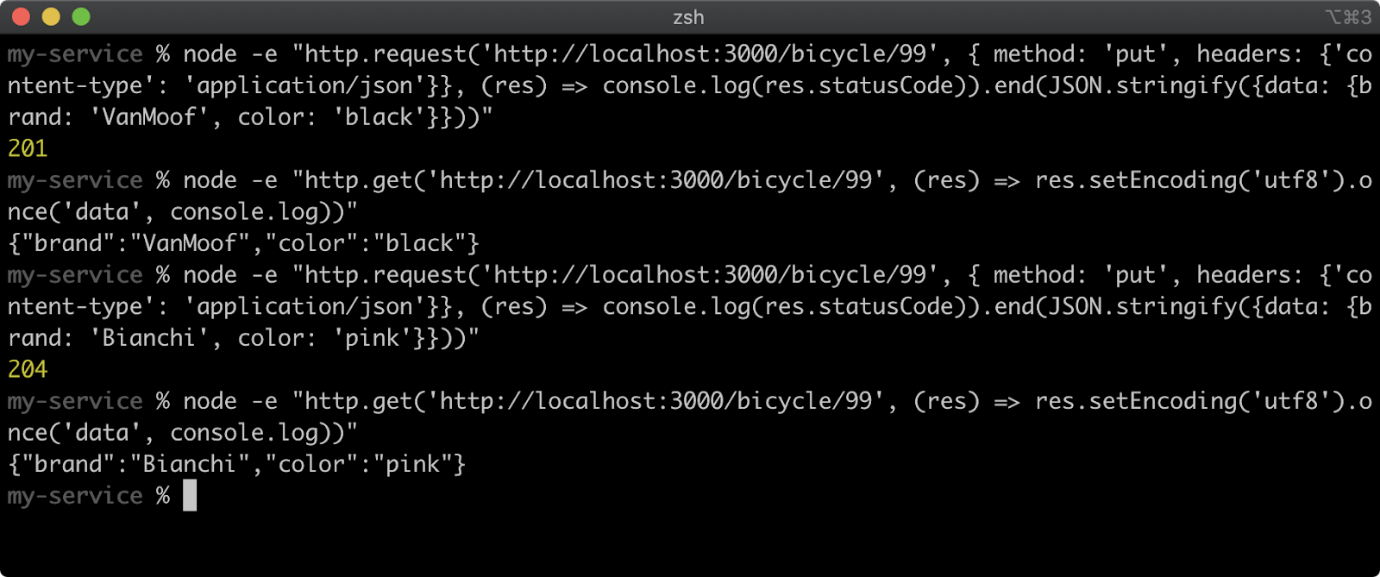 zsh
⌥⌘3
my-service % node -e "http.request('http://localhost:3000/bicycle/99', { method: 'put', headers: {'co
ntent-type': 'application/json'}}, (res) => console.log(res.statusCode)).end(JSON.stringify({data: {b
rand: 'VanMoof', color: 'black'}}))"
201
my-service % node -e "http.get('http://localhost:3000/bicycle/99', (res) => res.setEncoding('utf8').o
nce('data', console.log))"
{"brand":"VanMoof","color":"black"}
my-service % node -e "http.request('http://localhost:3000/bicycle/99', { method: 'put', headers: {'co
ntent-type': 'application/json'}}, (res) => console.log(res.statusCode)).end(JSON.stringify({data: {b
rand: 'Bianchi', color: 'pink'}}))"
204
my-service % node -e "http.get('http://localhost:3000/bicycle/99', (res) => res.setEncoding('utf8').o
nce('data', console.log))"
{"brand":"Bianchi","color":"pink"}
my-service %